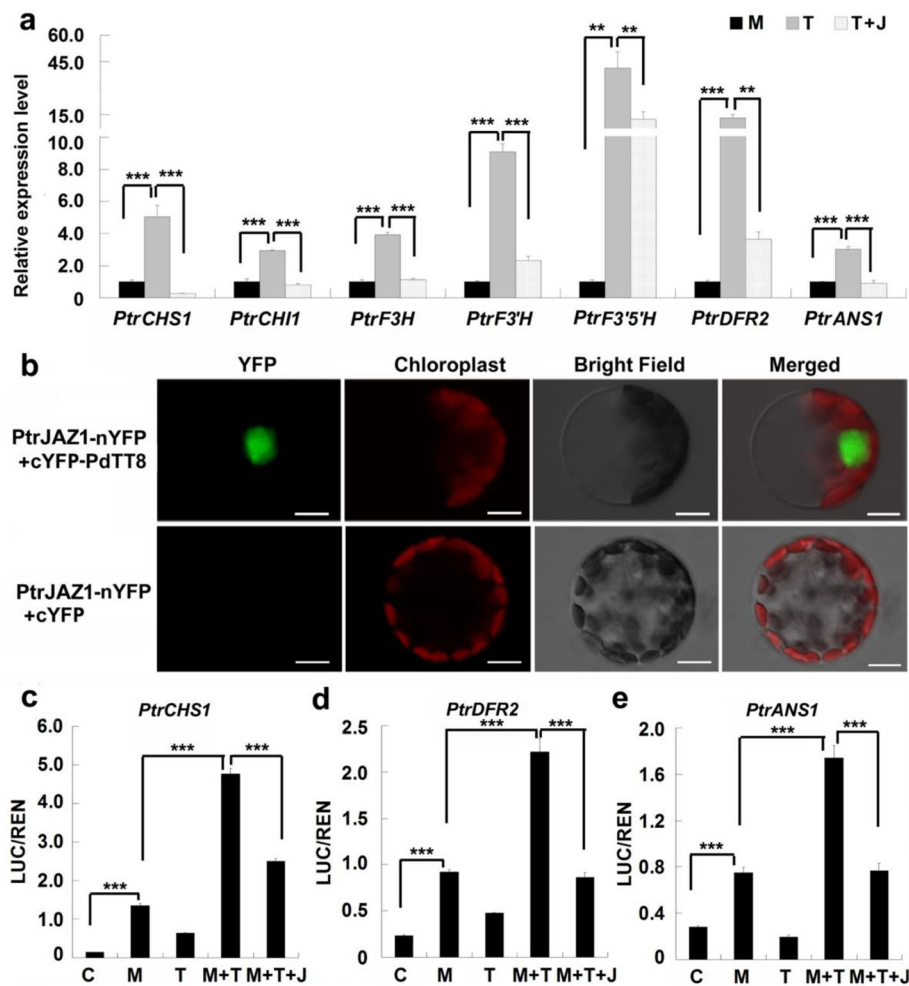 a
M T T+J
Relative expression level
60.0
45.0
15.0
10.0
8.0
6.0
4.0
2.0
0
*** *** *** *** *** *** *** *** ** ** *** ** *** ***
PtrCHS1 PtrCHI1 PtrF3H PtrF3'H PtrF3'5'H PtrDFR2 PtrANS1
b
YFP Chloroplast Bright Field Merged
PtrJAZ1-nYFP
+cYFP-PdTT8
PtrJAZ1-nYFP
+cYFP
c
PtrCHS1
LUC/REN
6.0
5.0
4.0
2.0
1.0
0
*** *** ***
C M T M+T M+T+J
d
PtrDFR2
LUC/REN
2.5
2.0
1.5
1.0
0.5
0
*** *** ***
C M T M+T M+T+J
e
PtrANS1
LUC/REN
2.0
1.6
1.2
0.8
0.4
0
*** *** ***
C M T M+T M+T+J